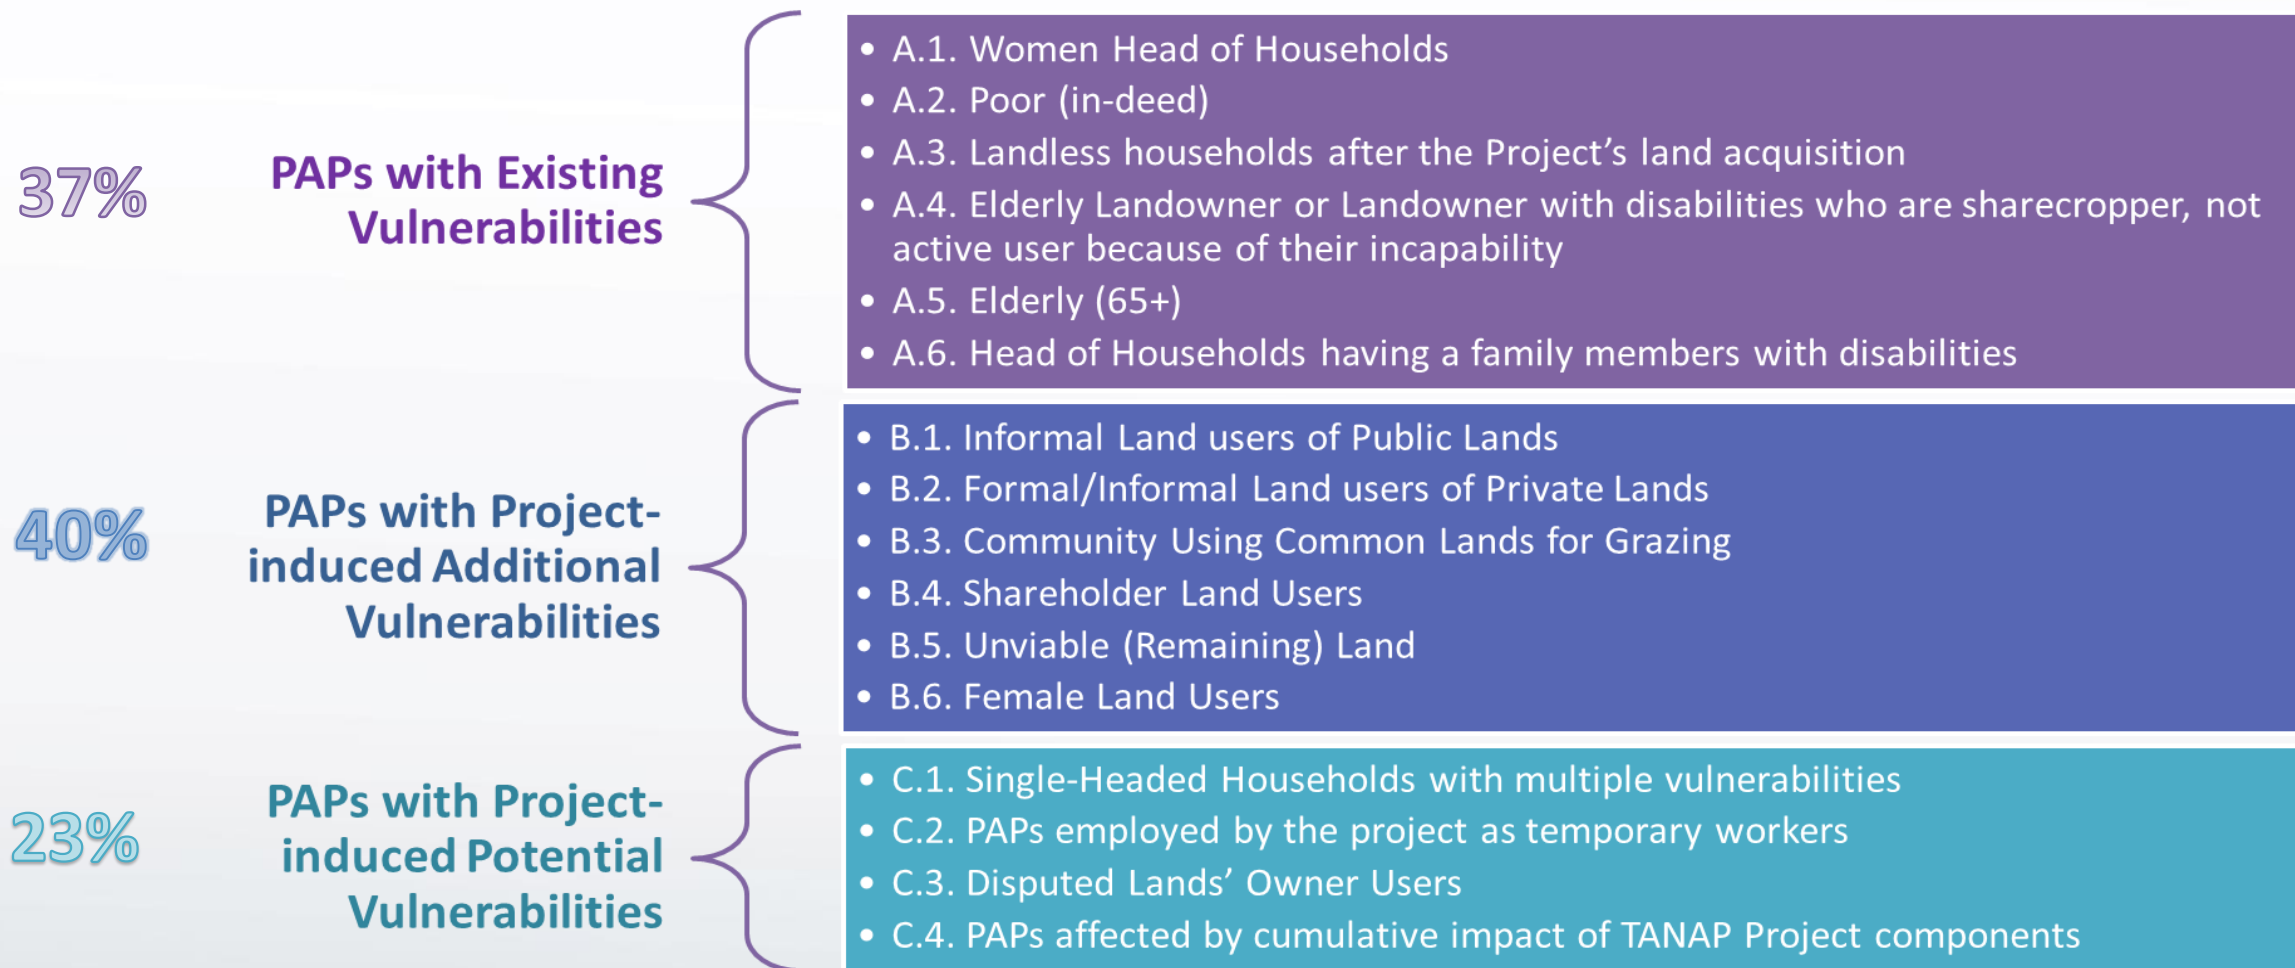 37%
PAPs with Existing
Vulnerabilities
• A.1. Women Head of Households
• A.2. Poor (in-deed)
• A.3. Landless households after the Project’s land acquisition
• A.4. Elderly Landowner or Landowner with disabilities who are sharecropper, not
active user because of their incapability
• A.5. Elderly (65+)
• A.6. Head of Households having a family members with disabilities
40%
PAPs with Project-
induced Additional
Vulnerabilities
• B.1. Informal Land users of Public Lands
• B.2. Formal/Informal Land users of Private Lands
• B.3. Community Using Common Lands for Grazing
• B.4. Shareholder Land Users
• B.5. Unviable (Remaining) Land
• B.6. Female Land Users
23%
PAPs with Project-
induced Potential
Vulnerabilities
• C.1. Single-Headed Households with multiple vulnerabilities
• C.2. PAPs employed by the project as temporary workers
• C.3. Disputed Lands’ Owner Users
• C.4. PAPs affected by cumulative impact of TANAP Project components